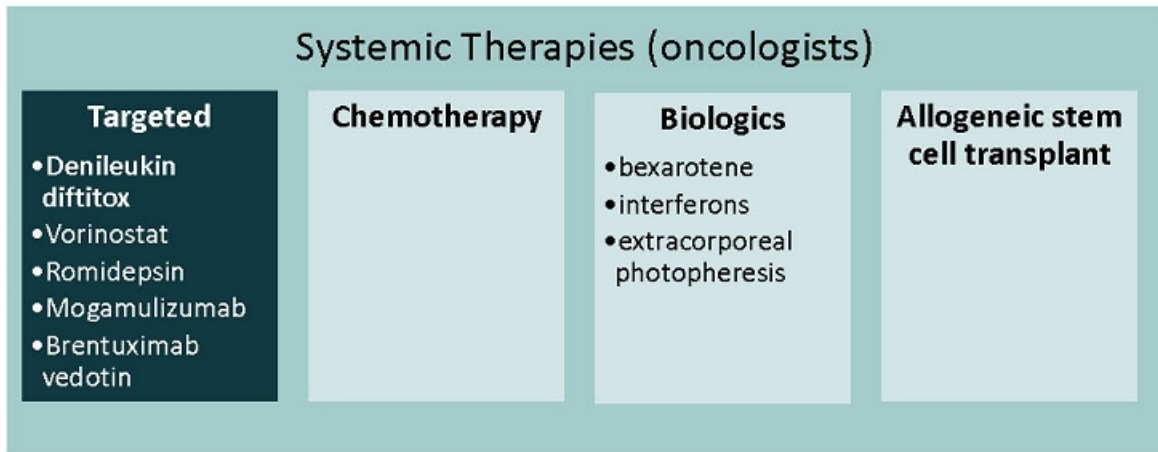 Systemic Therapies (oncologists)
Targeted
•Denileukin
diftitox
•Vorinostat
•Romidepsin
•Mogamulizumab
•Brentuximab
vedotin
Chemotherapy
Biologics
•bexarotene
•interferons
•extracorporeal
photopheresis
Allogeneic stem
cell transplant